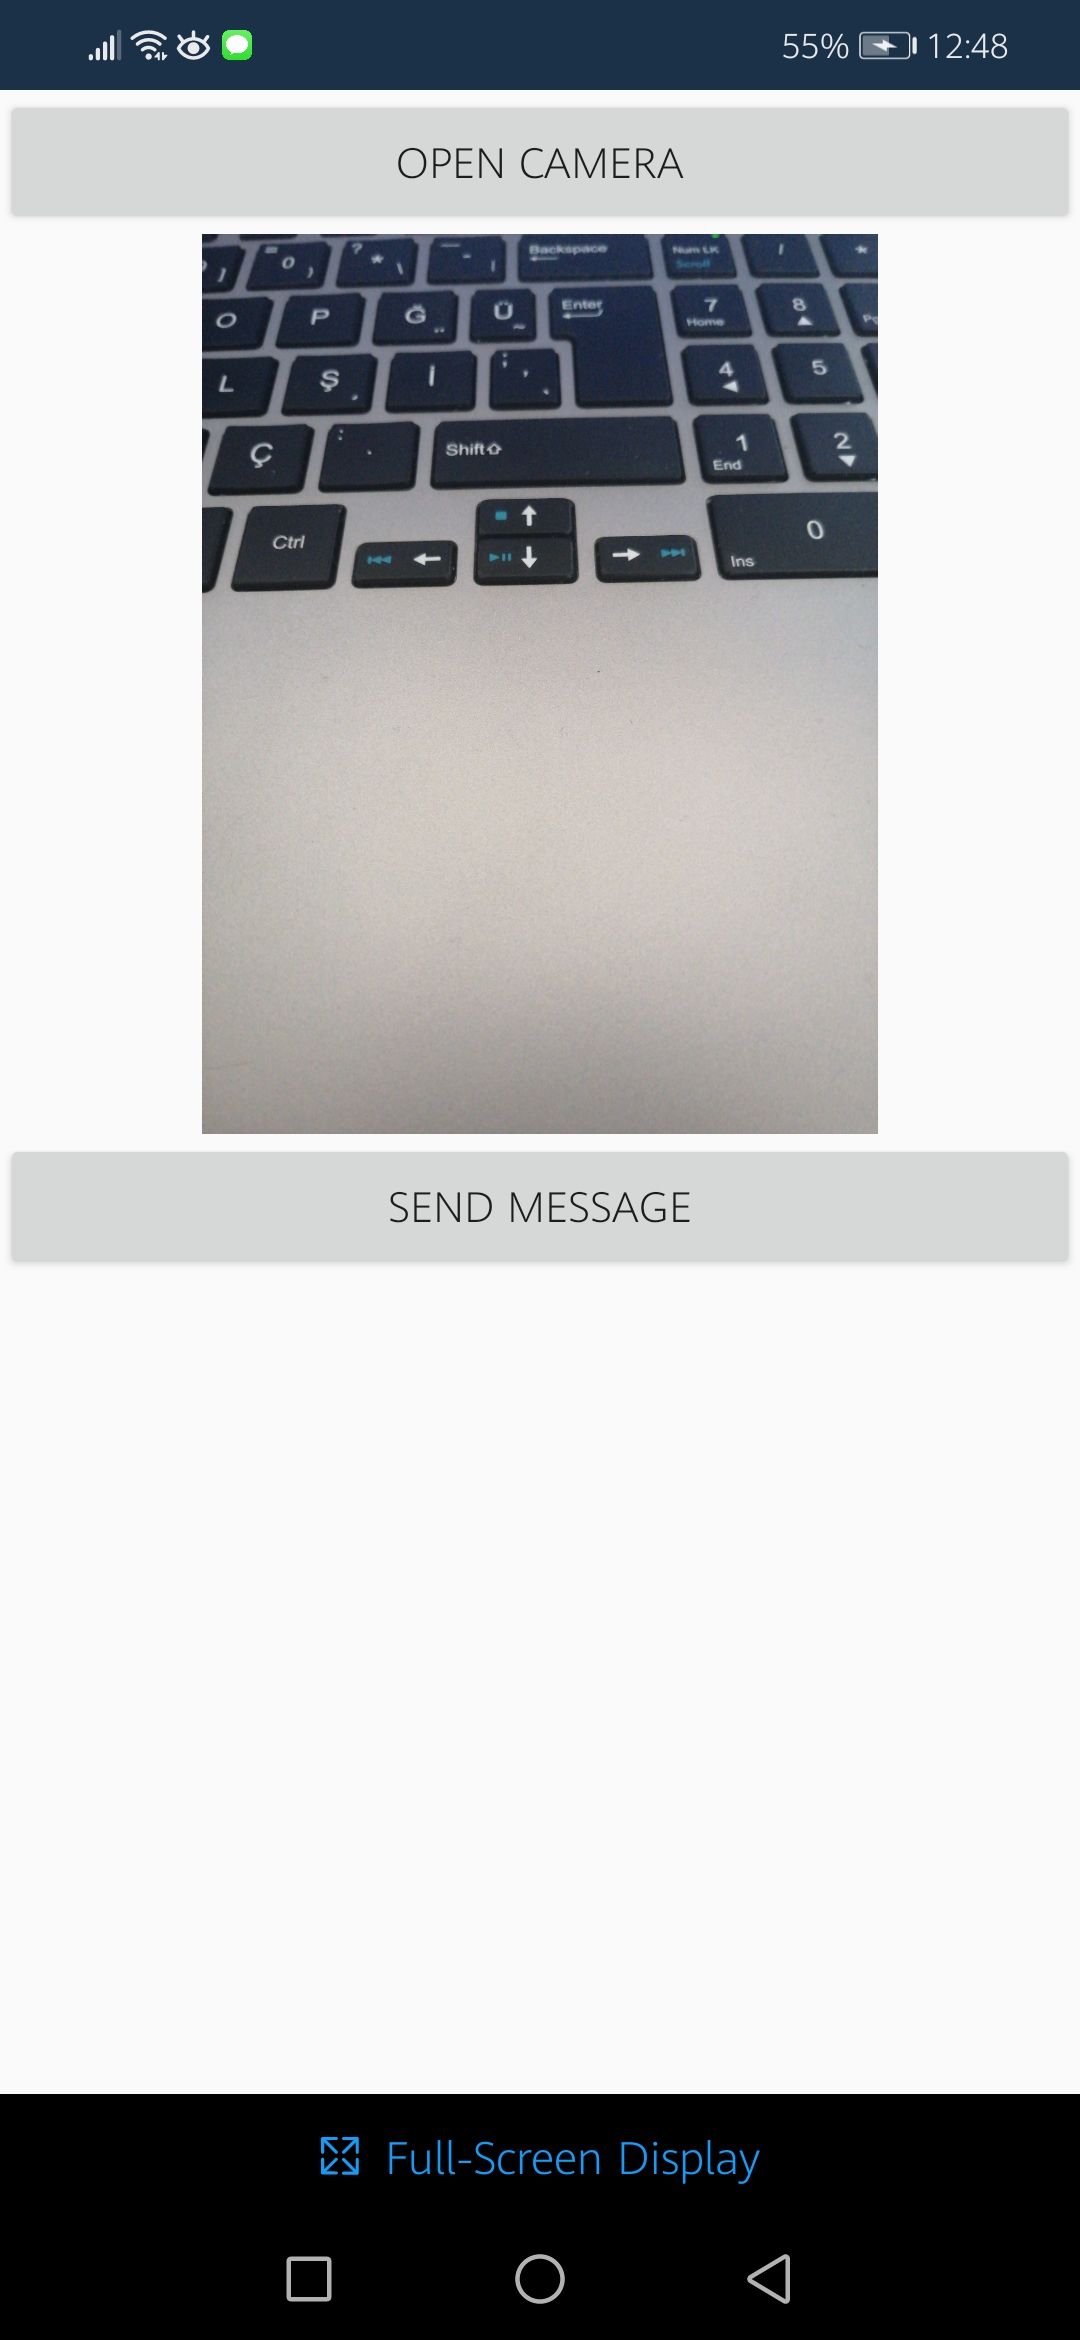 55% 12:48
OPEN CAMERA
= 0 } ? * \ - - | Backspace Num LK Scroll / *
O P Ğ ¨ Ü ~ Enter 7 Home 8
L Ş ´ İ ; , ` 4 5
Ç : . Shift 1 End 2
Ctrl 0 Ins
SEND MESSAGE
Full-Screen Display